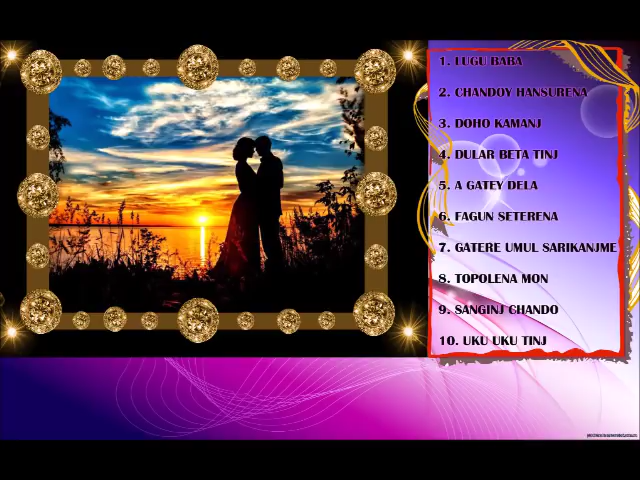 1. LUGU BABA
2. CHANDOY HANSURENA
3. DOHO KAMANJ
4. DULAR BETA TINJ
5. A GATEY DELA
6. FAGUN SETERENA
7. GATERE UMUL SARIKANJME
8. TOPOLENA MON
9. SANGINJ CHANDO
10. UKU UKU TINJ